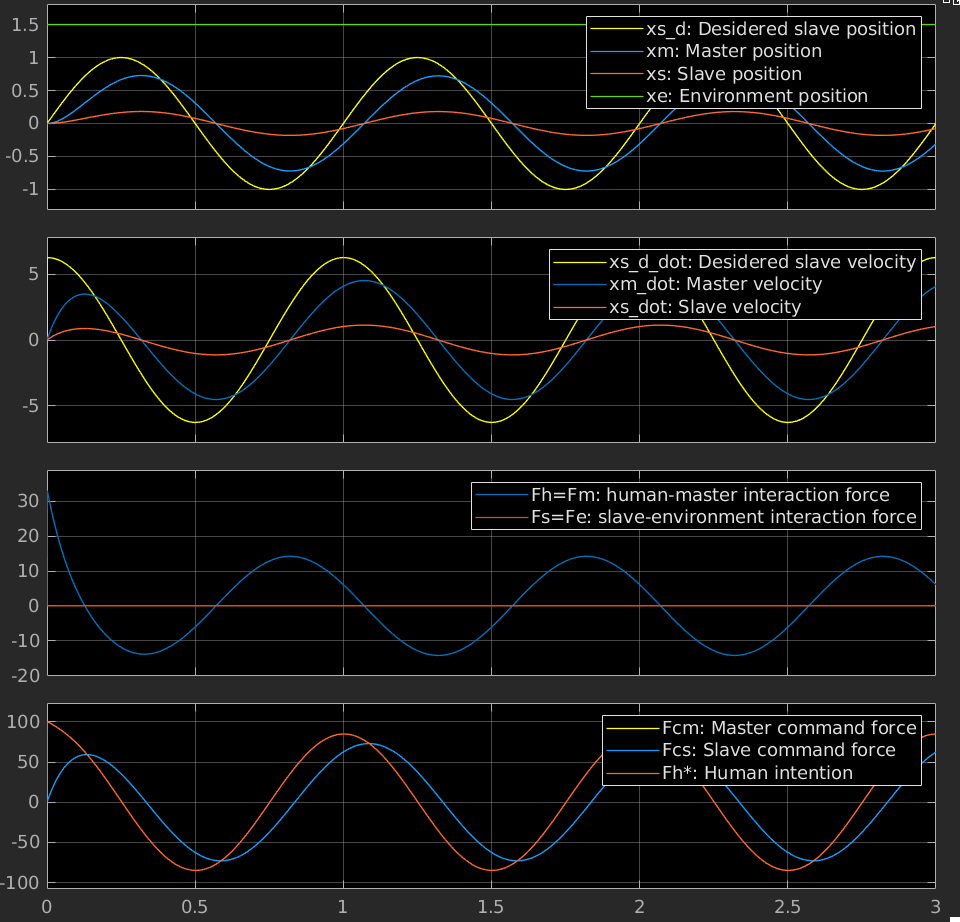 1.5
1
0.5
0
-0.5
-1
xs_d: Desidered slave position
xm: Master position
xs: Slave position
xe: Environment position
5
0
-5
xs_d_dot: Desidered slave velocity
xm_dot: Master velocity
xs_dot: Slave velocity
30
20
10
0
-10
-20
Fh=Fm: human-master interaction force
Fs=Fe: slave-environment interaction force
100
50
0
-50
-100
Fcm: Master command force
Fcs: Slave command force
Fh*: Human intention
0 0.5 1 1.5 2 2.5 3